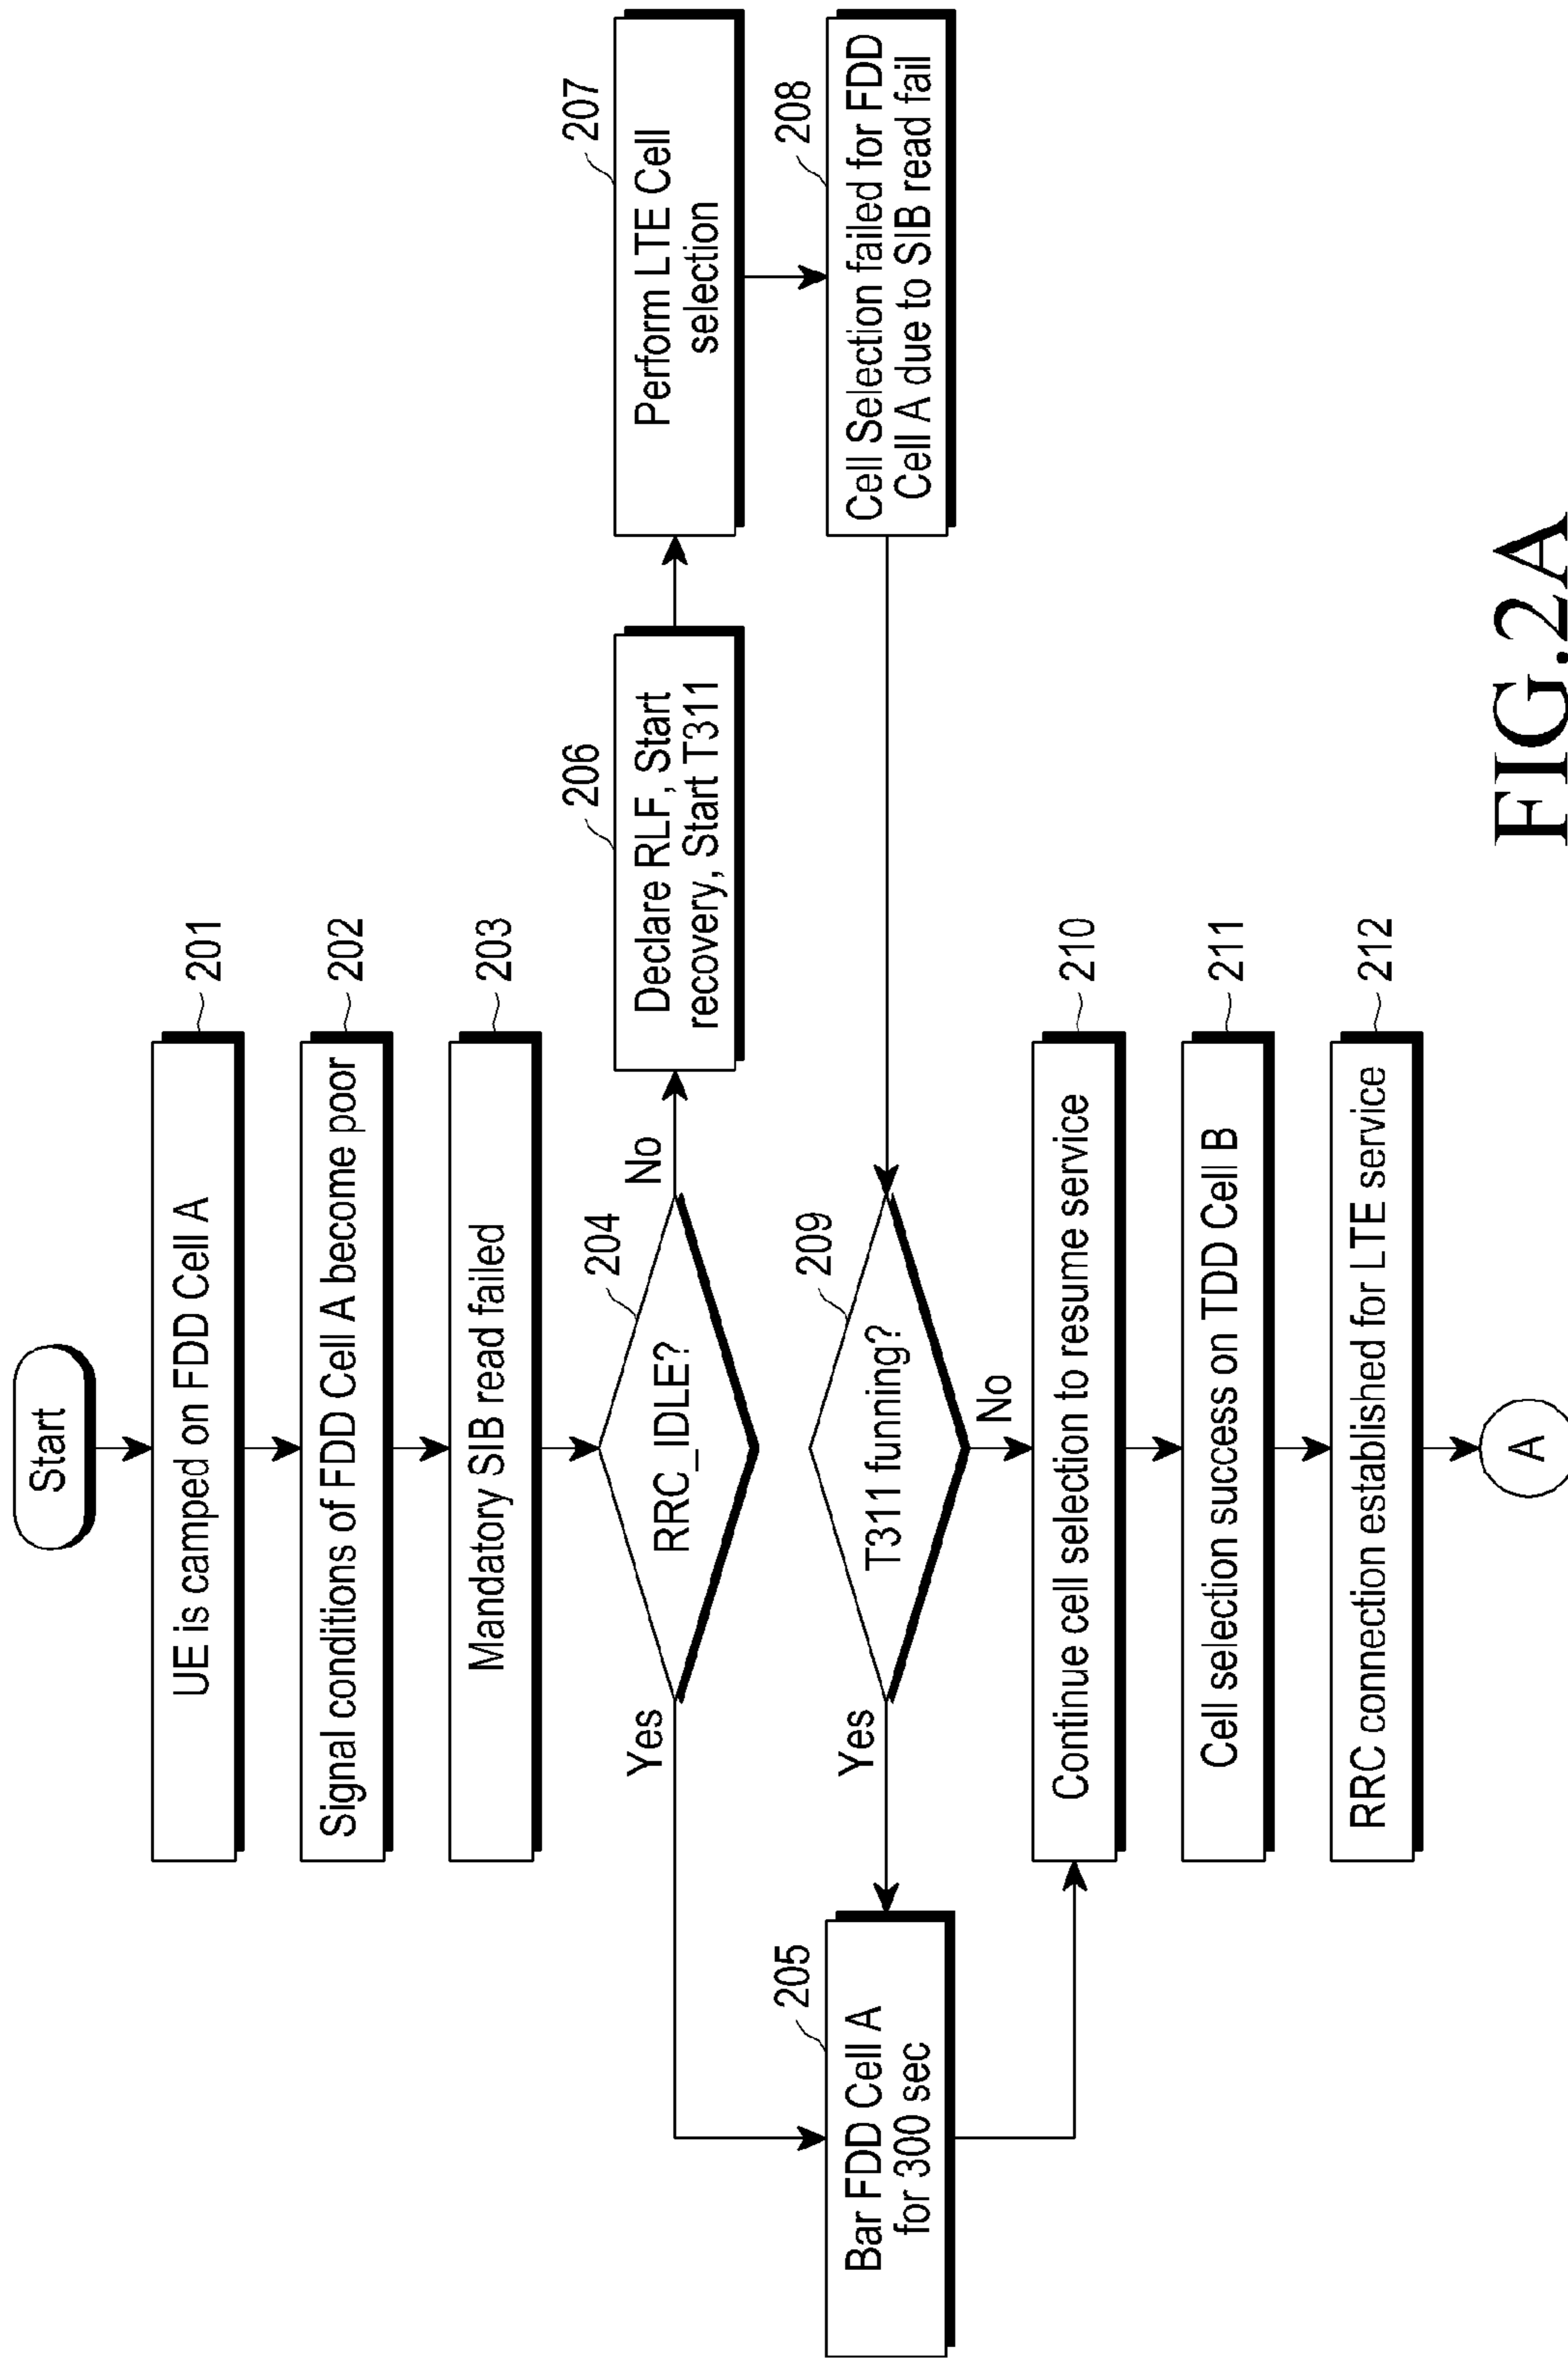 Start
UE is camped on FDD Cell A
201
Signal conditions of FDD Cell A become poor
202
Mandatory SIB read failed
203
RRC_IDLE?
204
Yes
No
Declare RLF, Start
recovery, Start T311
206
Perform LTE Cell
selection
207
Bar FDD Cell A
for 300 sec
205
Yes
T311 funning?
209
No
Cell Selection failed for FDD
Cell A due to SIB read fail
208
Continue cell selection to resume service
210
Cell selection success on TDD Cell B
211
RRC connection established for LTE service
212
A
FIG.2A